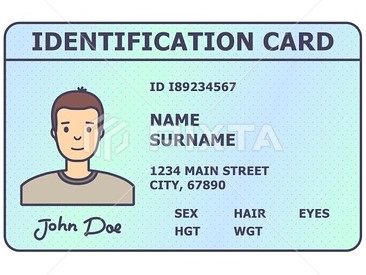 IDENTIFICATION CARD
ID I89234567
NAME
SURNAME
1234 MAIN STREET
CITY, 67890
SEX HAIR EYES
HGT WGT
John Doe